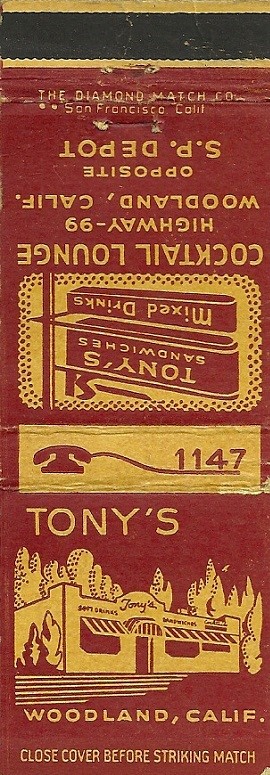 THE DIAMOND MATCH CO.
San Francisco Calif
COCKTAIL LOUNGE
HIGHWAY-99
WOODLAND, CALIF.
OPPOSITE
S.P. DEPOT
Mixed Drinks
TONY'S
SANDWICHES
1147
TONY'S
SOFT DRINKS
Tony's
SANDWICHES
WOODLAND, CALIF.
CLOSE COVER BEFORE STRIKING MATCH